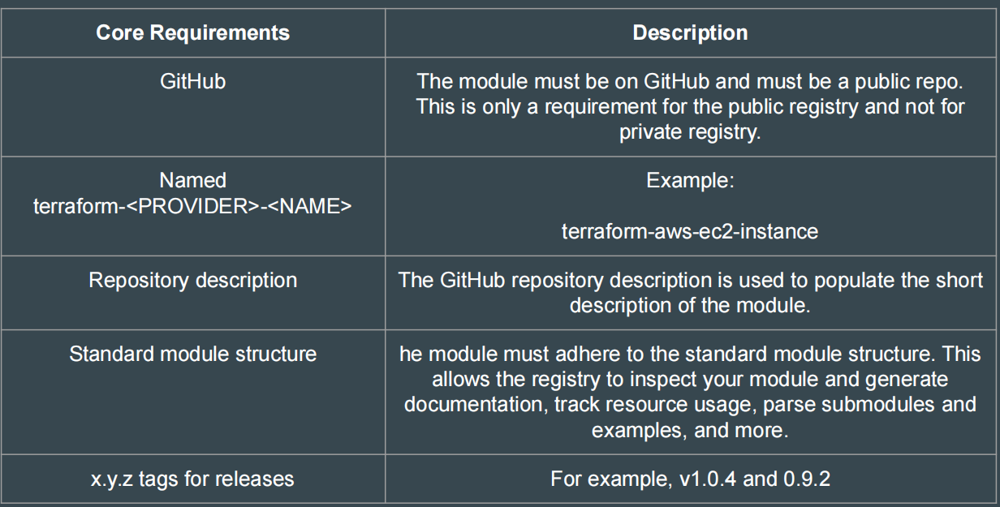 Core Requirements
Description
GitHub
The module must be on GitHub and must be a public repo.
This is only a requirement for the public registry and not for
private registry.
Named
terraform-<PROVIDER>-<NAME>
Example:
terraform-aws-ec2-instance
Repository description
The GitHub repository description is used to populate the short
description of the module.
Standard module structure
he module must adhere to the standard module structure. This
allows the registry to inspect your module and generate
documentation, track resource usage, parse submodules and
examples, and more.
x.y.z tags for releases
For example, v1.0.4 and 0.9.2